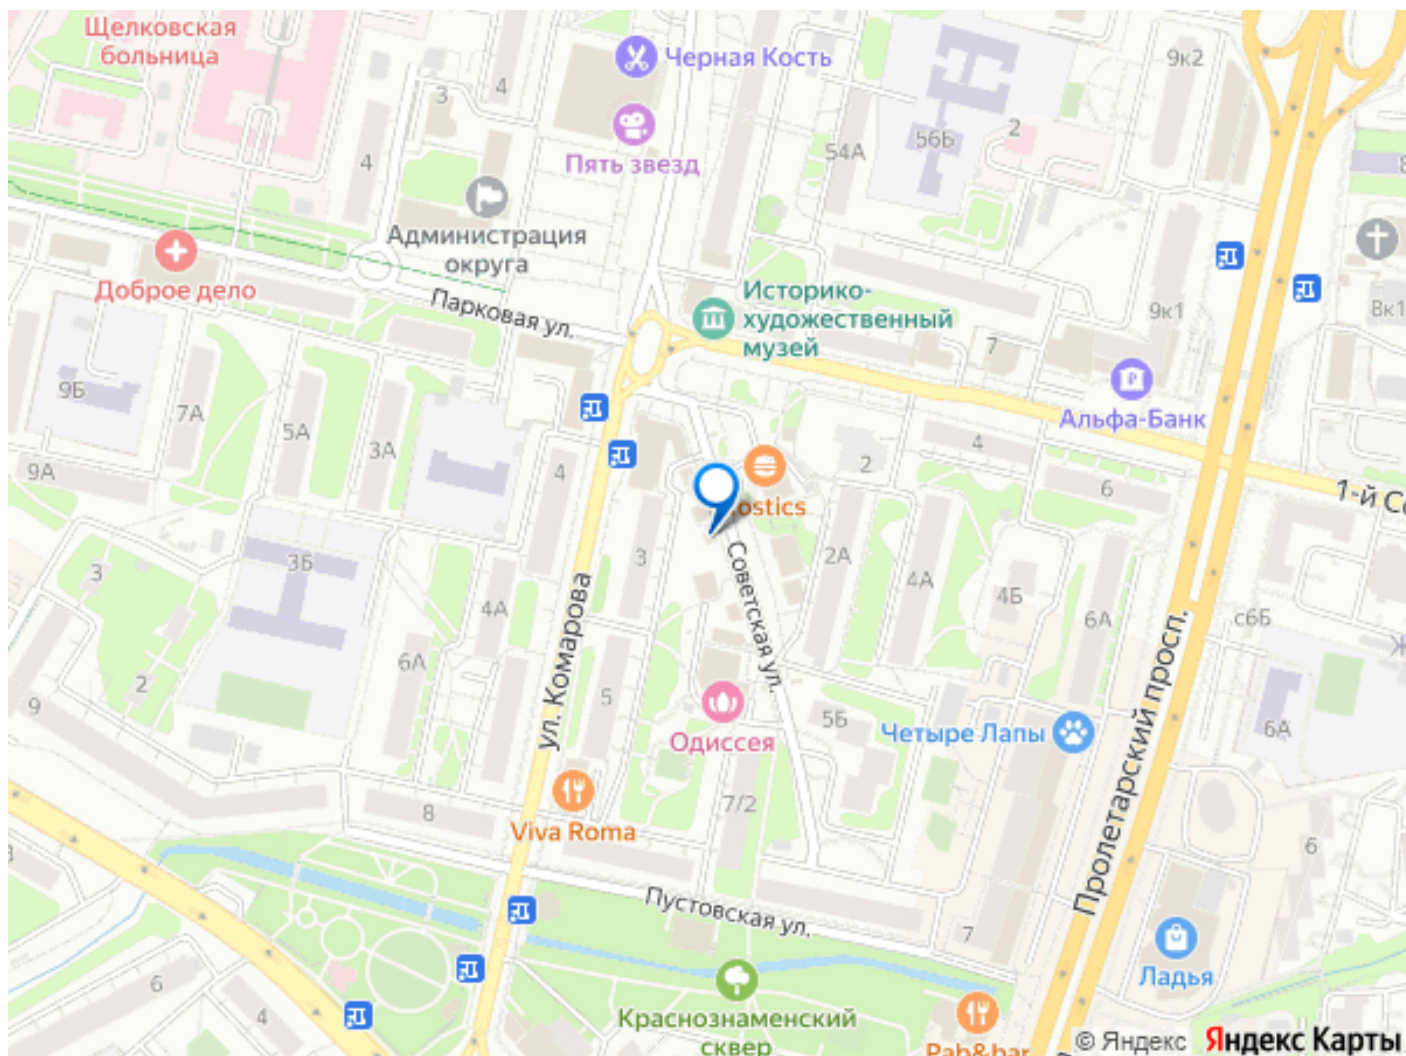 Щелковская
больница
Черная Кость
9к2
4
3
Пять звезд
54А
56Б
2
4
Администрация
округа
Доброе дело
Парковая ул.
Историко-
художественный
музей
7
9к1
8к1
Альфа-Банк
9Б
7А
5А
3А
9А
4
2
4
6
1-й Со
ostics
3
3Б
3
4А
6А
2
9
ул. Комарова
Советская ул.
2А
4А
4Б
6А
с6Б
Ж
5
Одиссея
5Б
Четыре Лапы
6А
Пролетарский просп.
7/2
8
Viva Roma
6
Пустовская ул.
7
Ладья
6
4
Краснознаменский
сквер
Pab&bar
© Яндекс Яндекс Карты